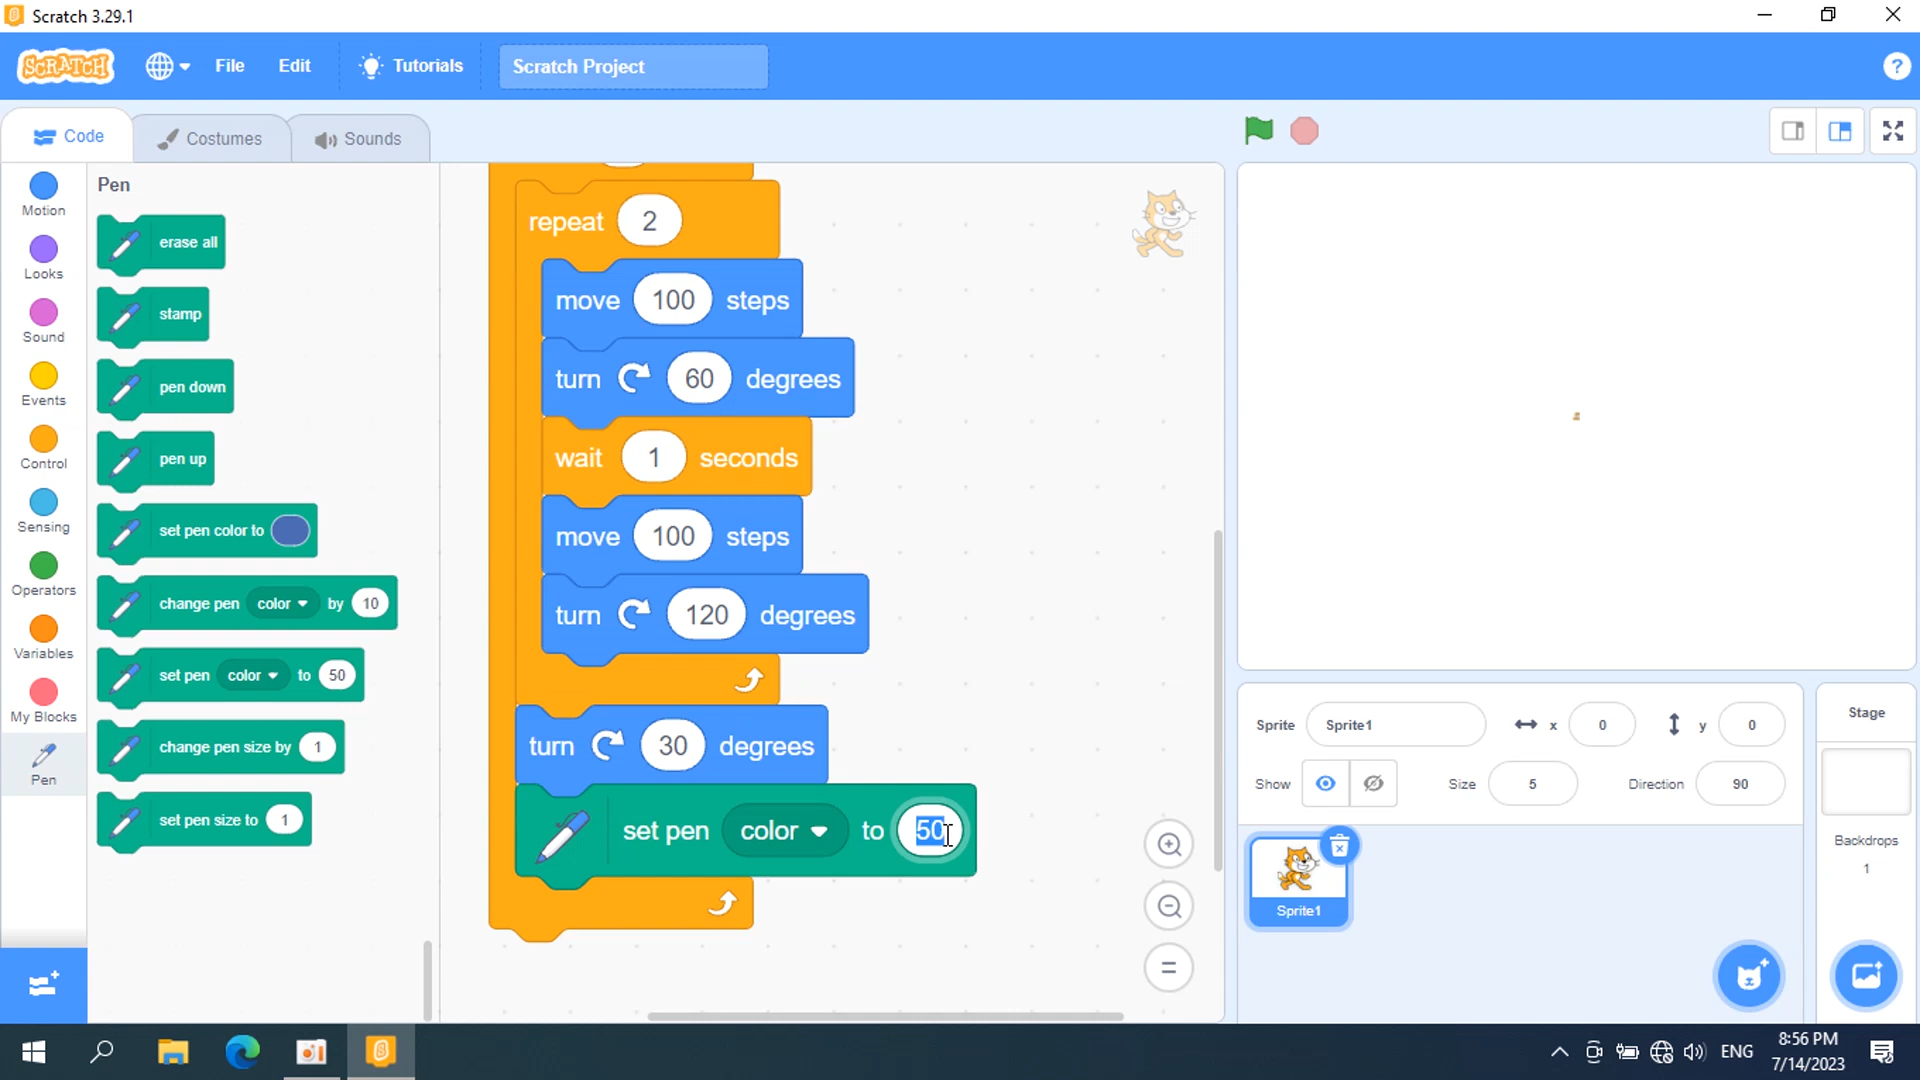 Scratch 3.29.1
SCRATCH
File
Edit
Tutorials
Scratch Project
?
Code
Costumes
Sounds
Motion
Looks
Sound
Events
Control
Sensing
Operators
Variables
My Blocks
Pen
Pen
erase all
stamp
pen down
pen up
set pen color to
change pen color by 10
set pen color to 50
change pen size by 1
set pen size to 1
repeat 2
move 100 steps
turn 60 degrees
wait 1 seconds
move 100 steps
turn 120 degrees
turn 30 degrees
set pen color to 50
Sprite Sprite1 x 0 y 0
Show Size 5 Direction 90
Sprite1
Stage
Backdrops
1
ENG
8:56 PM
7/14/2023